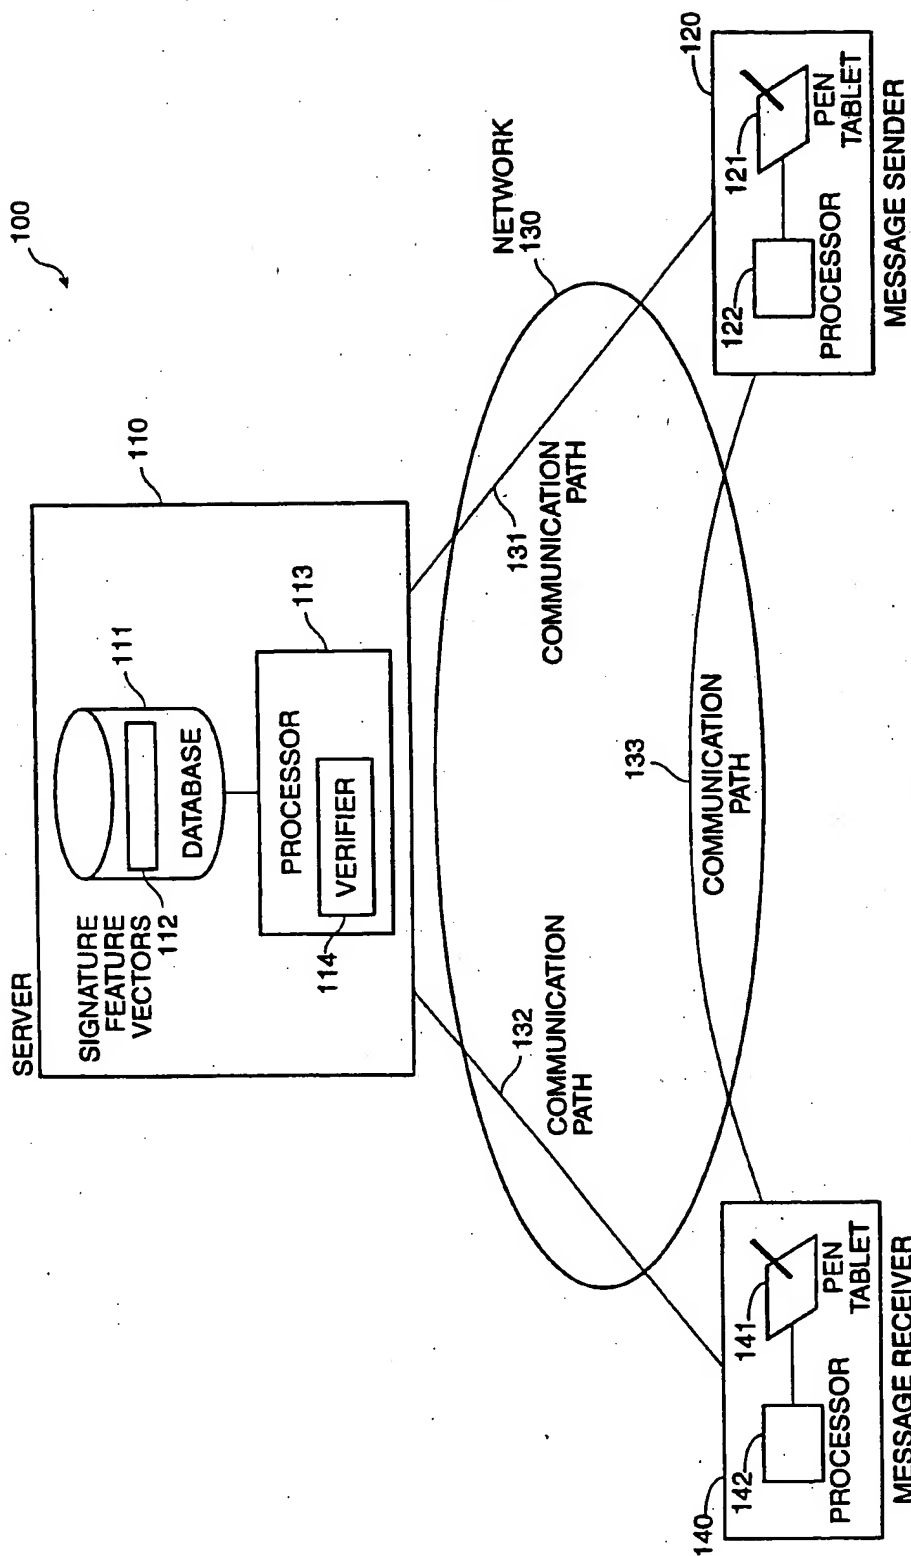 100
SERVER
110
SIGNATURE
FEATURE
VECTORS
112
111
DATABASE
PROCESSOR
113
VERIFIER
114
NETWORK
130
132
COMMUNICATION
PATH
131
COMMUNICATION
PATH
133
COMMUNICATION
PATH
140
142
PROCESSOR
141
PEN
TABLET
MESSAGE RECEIVER
120
122
PROCESSOR
121
PEN
TABLET
MESSAGE SENDER